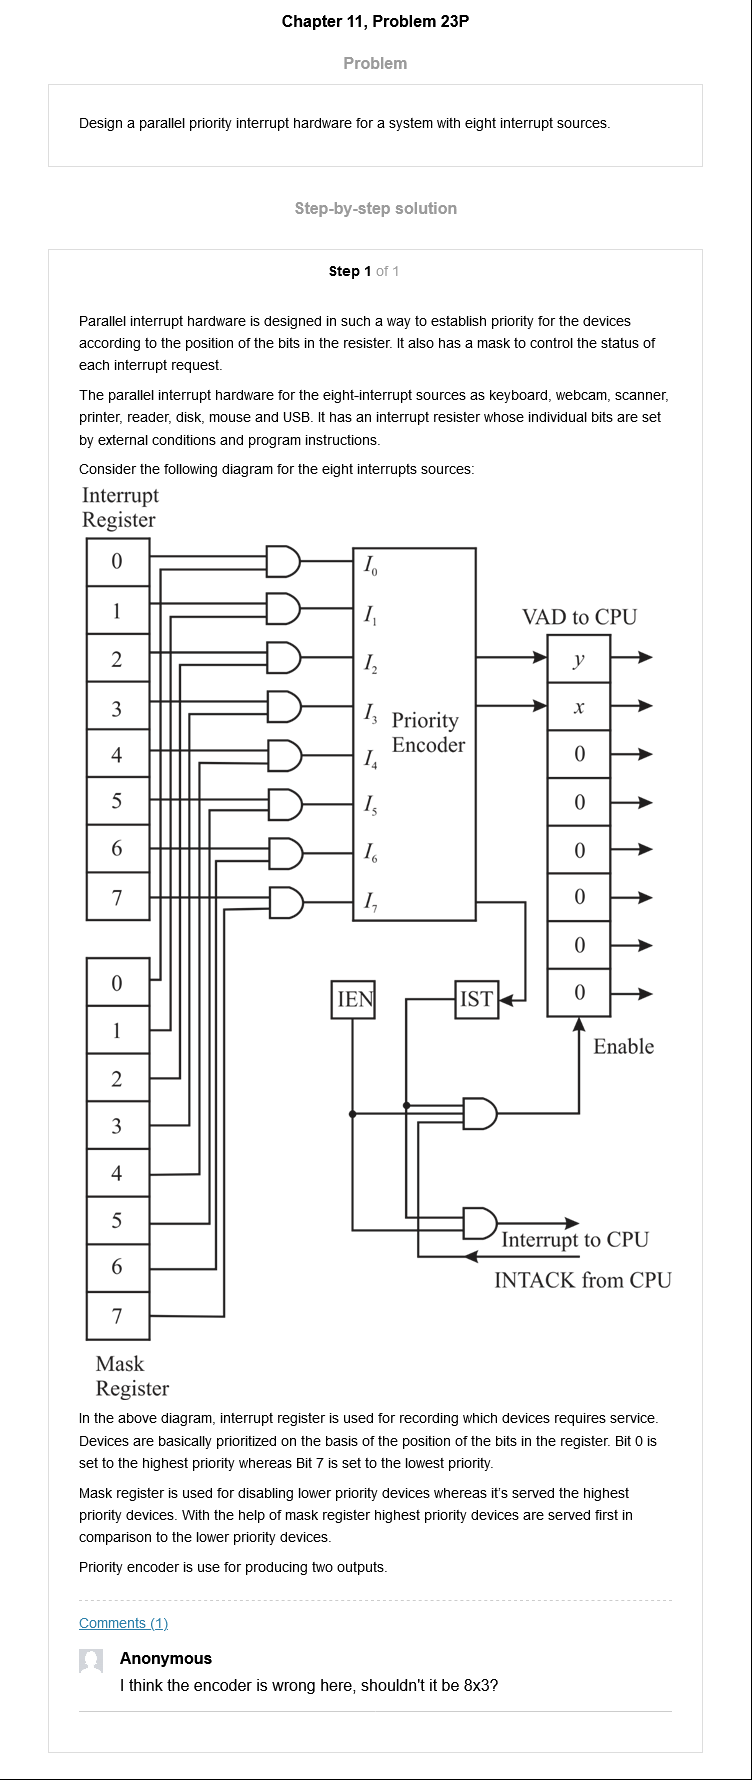 Chapter 11, Problem 23P
Problem
Design a parallel priority interrupt hardware for a system with eight interrupt sources.
Step-by-step solution
Step 1 of 1
Parallel interrupt hardware is designed in such a way to establish priority for the devices
according to the position of the bits in the resister. It also has a mask to control the status of
each interrupt request.
The parallel interrupt hardware for the eight-interrupt sources as keyboard, webcam, scanner,
printer, reader, disk, mouse and USB. It has an interrupt resister whose individual bits are set
by external conditions and program instructions.
Consider the following diagram for the eight interrupts sources:
Interrupt
Register
0
1
2
3
4
5
6
7
I₀
I₁
I₂
I₃
I₄
I₅
I₆
I₇
Priority
Encoder
VAD to CPU
y
x
0
0
0
0
0
0
Enable
0
1
2
3
4
5
6
7
IEN
IST
Interrupt to CPU
INTACK from CPU
Mask
Register
In the above diagram, interrupt register is used for recording which devices requires service.
Devices are basically prioritized on the basis of the position of the bits in the register. Bit 0 is
set to the highest priority whereas Bit 7 is set to the lowest priority.
Mask register is used for disabling lower priority devices whereas it's served the highest
priority devices. With the help of mask register highest priority devices are served first in
comparison to the lower priority devices.
Priority encoder is use for producing two outputs.
Comments (1)
Anonymous
I think the encoder is wrong here, shouldn't it be 8x3?